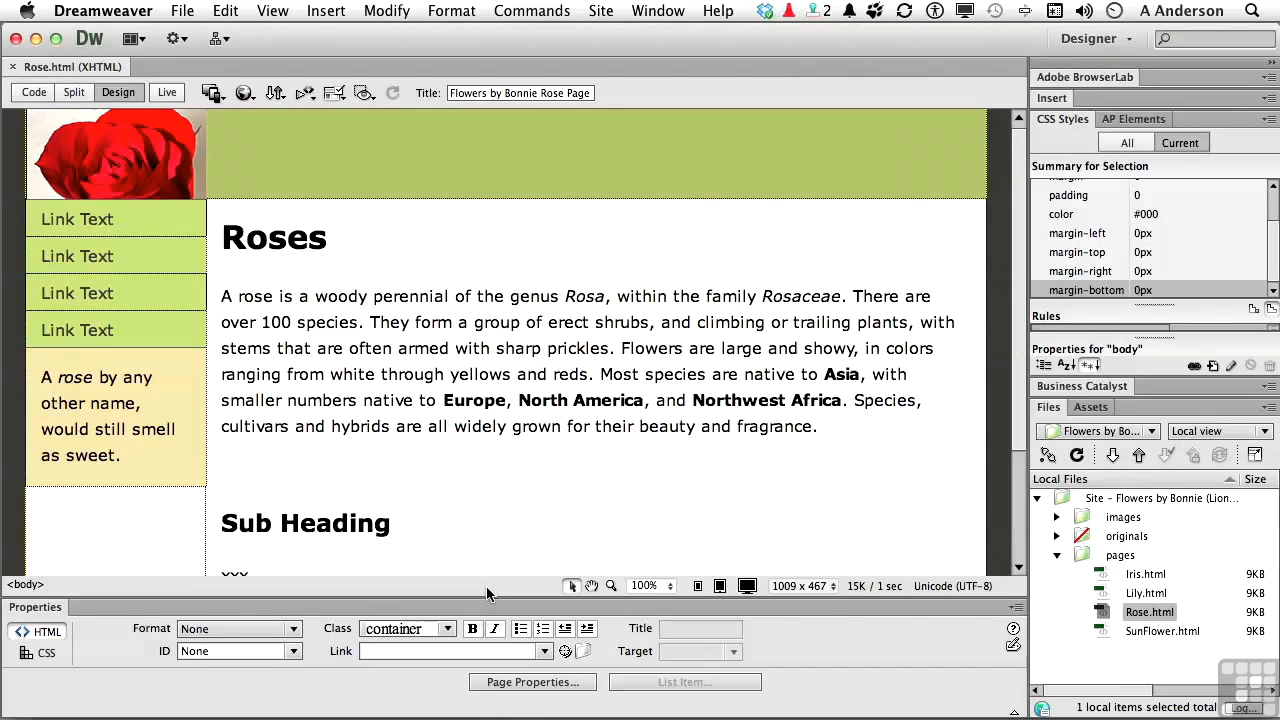 Dreamweaver File Edit View Insert Modify Format Commands Site Window Help 2 A Anderson
Dw Designer
× Rose.html (XHTML)
Code Split Design Live Title: Flowers by Bonnie Rose Page
Link Text
Link Text
Link Text
Link Text
A rose by any
other name,
would still smell
as sweet.
Roses
A rose is a woody perennial of the genus Rosa, within the family Rosaceae. There are
over 100 species. They form a group of erect shrubs, and climbing or trailing plants, with
stems that are often armed with sharp prickles. Flowers are large and showy, in colors
ranging from white through yellows and reds. Most species are native to Asia, with
smaller numbers native to Europe, North America, and Northwest Africa. Species,
cultivars and hybrids are all widely grown for their beauty and fragrance.
Sub Heading
<body> 100% 1009 x 467 15K / 1 sec Unicode (UTF-8)
Properties
<> HTML Format None Class container B I Title
CSS ID None Link Target
Page Properties... List Item...
Adobe BrowserLab
Insert
CSS Styles AP Elements
All Current
Summary for Selection
padding 0
color #000
margin-left 0px
margin-top 0px
margin-right 0px
margin-bottom 0px
Rules
Properties for "body"
Business Catalyst
Files Assets
Flowers by Bo... Local view
Local Files Size
Site - Flowers by Bonnie (Lion...
images
originals
pages
Iris.html 9KB
Lily.html 9KB
Rose.html 9KB
SunFlower.html 9KB
1 local items selected total Log...